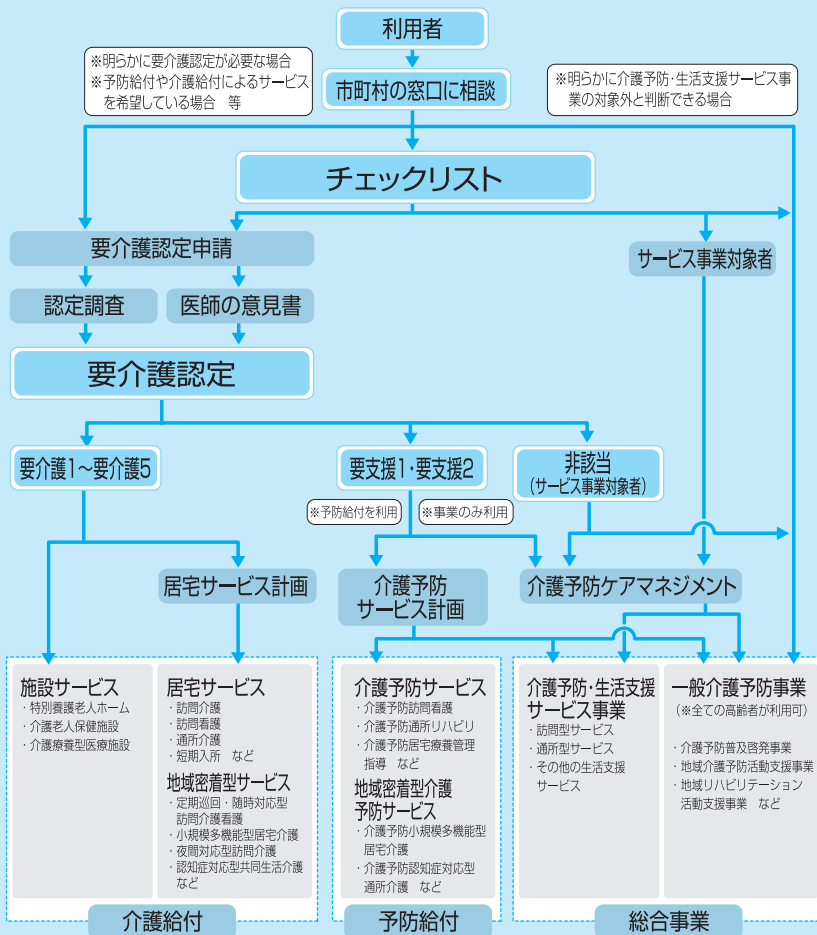 利用者
※明らかに要介護認定が必要な場合
※予防給付や介護給付によるサービス
を希望している場合 等
市町村の窓口に相談
※明らかに介護予防・生活支援サービス事
業の対象外と判断できる場合
チェックリスト
要介護認定申請
サービス事業対象者
認定調査
医師の意見書
要介護認定
要介護1~要介護5
要支援1・要支援2
非該当
(サービス事業対象者)
※予防給付を利用
※事業のみ利用
居宅サービス計画
介護予防
サービス計画
介護予防ケアマネジメント
施設サービス
・特別養護老人ホーム
・介護老人保健施設
・介護療養型医療施設
居宅サービス
・訪問介護
・訪問看護
・通所介護
・短期入所 など
地域密着型サービス
・定期巡回・随時対応型
訪問介護看護
・小規模多機能型居宅介護
・夜間対応型訪問介護
・認知症対応型共同生活介護
など
介護予防サービス
・介護予防訪問看護
・介護予防通所リハビリ
・介護予防居宅療養管理
指導 など
地域密着型介護
予防サービス
・介護予防小規模多機能型
居宅介護
・介護予防認知症対応型
通所介護 など
介護予防・生活支援
サービス事業
・訪問型サービス
・通所型サービス
・その他の生活支援
サービス
一般介護予防事業
(※全ての高齢者が利用可)
・介護予防普及啓発事業
・地域介護予防活動支援事業
・地域リハビリテーション
活動支援事業 など
介護給付
予防給付
総合事業